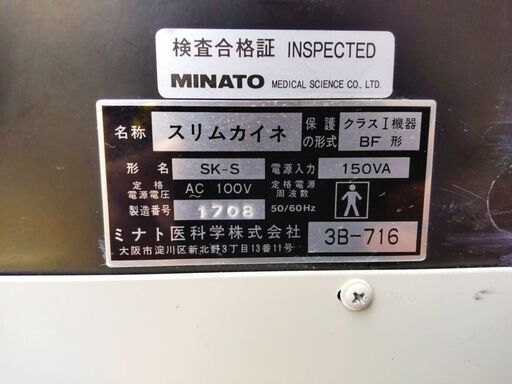 検査合格証 INSPECTED
MINATO MEDICAL SCIENCE CO., LTD.
名称 スリムカイネ 保護の形式 クラスⅠ機器 BF形
形名 SK-S 電源入力 150VA
定格電源電圧 AC 100V 定格電源周波数 50/60Hz
製造番号 1708
ミナト医科学株式会社 3B-716
大阪市淀川区新北野3丁目13番11号